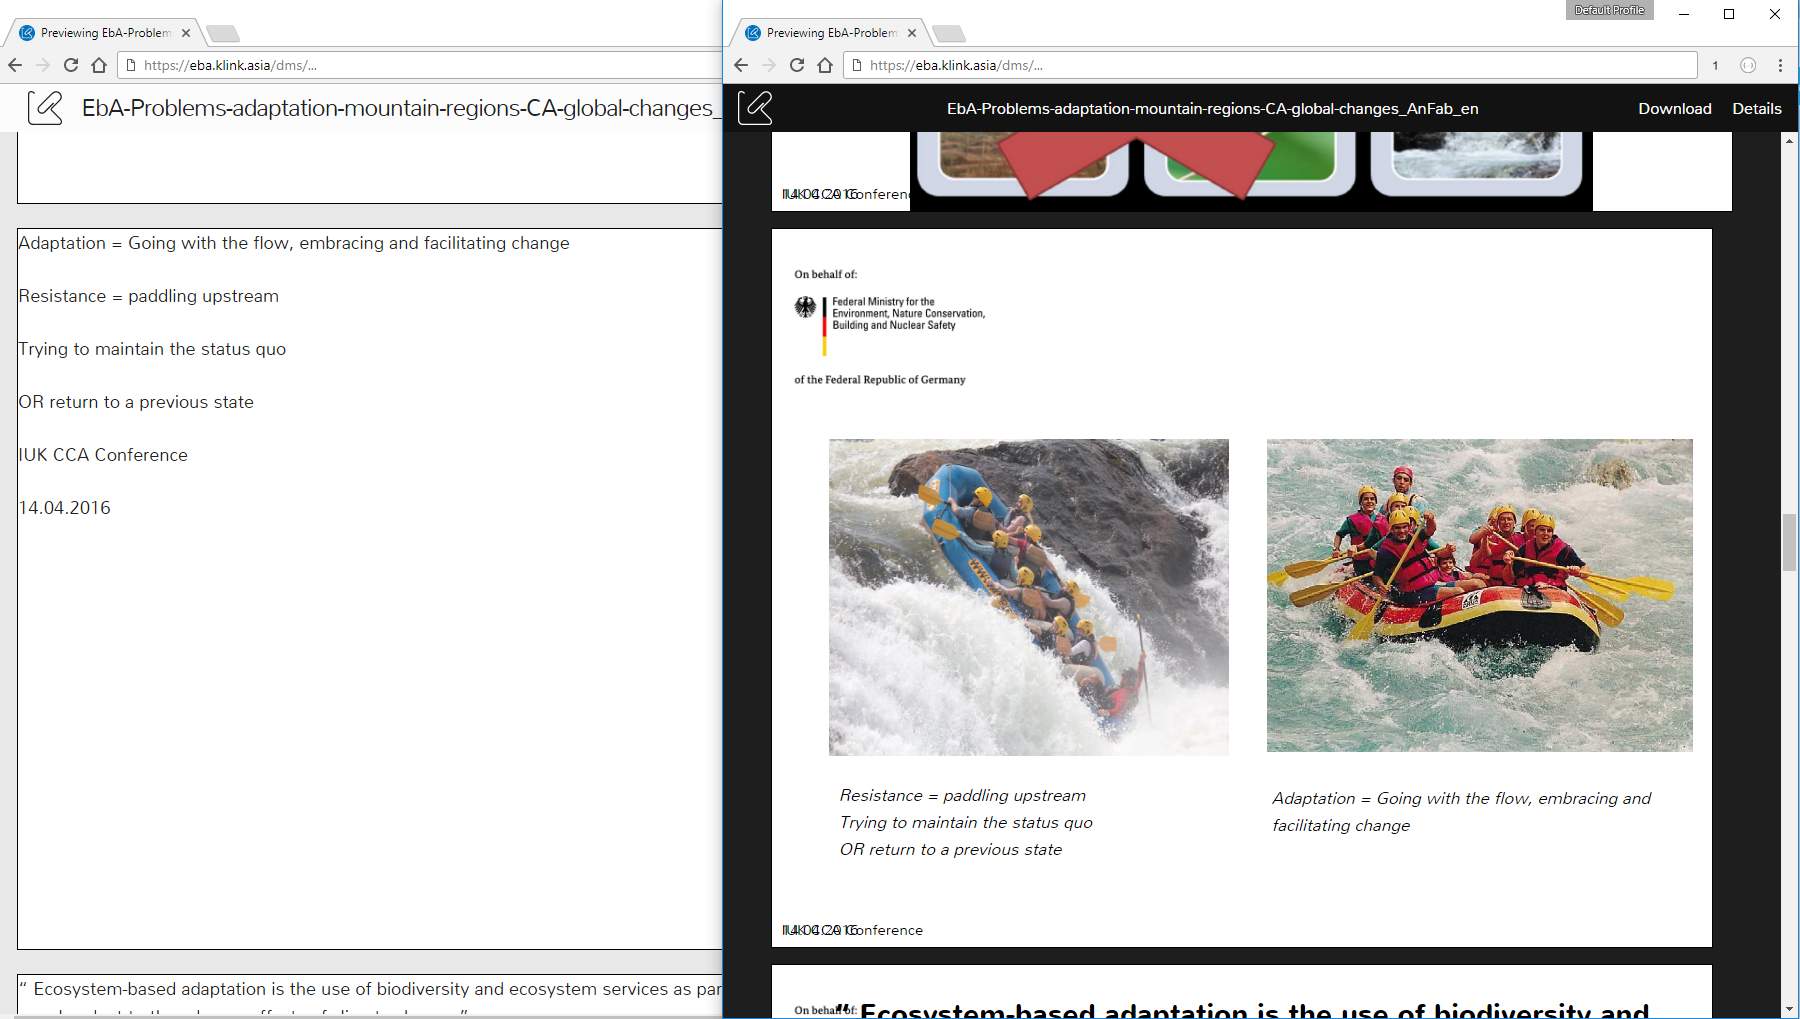 Previewing EbA-Problem
https://eba.klink.asia/dms/...
EbA-Problems-adaptation-mountain-regions-CA-global-changes_
Adaptation = Going with the flow, embracing and facilitating change
Resistance = paddling upstream
Trying to maintain the status quo
OR return to a previous state
IUK CCA Conference
14.04.2016
“ Ecosystem-based adaptation is the use of biodiversity and ecosystem services as par
Default Profile
Previewing EbA-Problem
https://eba.klink.asia/dms/...
1
EbA-Problems-adaptation-mountain-regions-CA-global-changes_AnFab_en
Download
Details
IUK CCA Conferenc
14.04.2016
On behalf of:
Federal Ministry for the
Environment, Nature Conservation,
Building and Nuclear Safety
of the Federal Republic of Germany
Resistance = paddling upstream
Trying to maintain the status quo
OR return to a previous state
Adaptation = Going with the flow, embracing and
facilitating change
IUK CCA Conference
14.04.2016
On behalf of:
“ Ecosystem-based adaptation is the use of biodiversity and